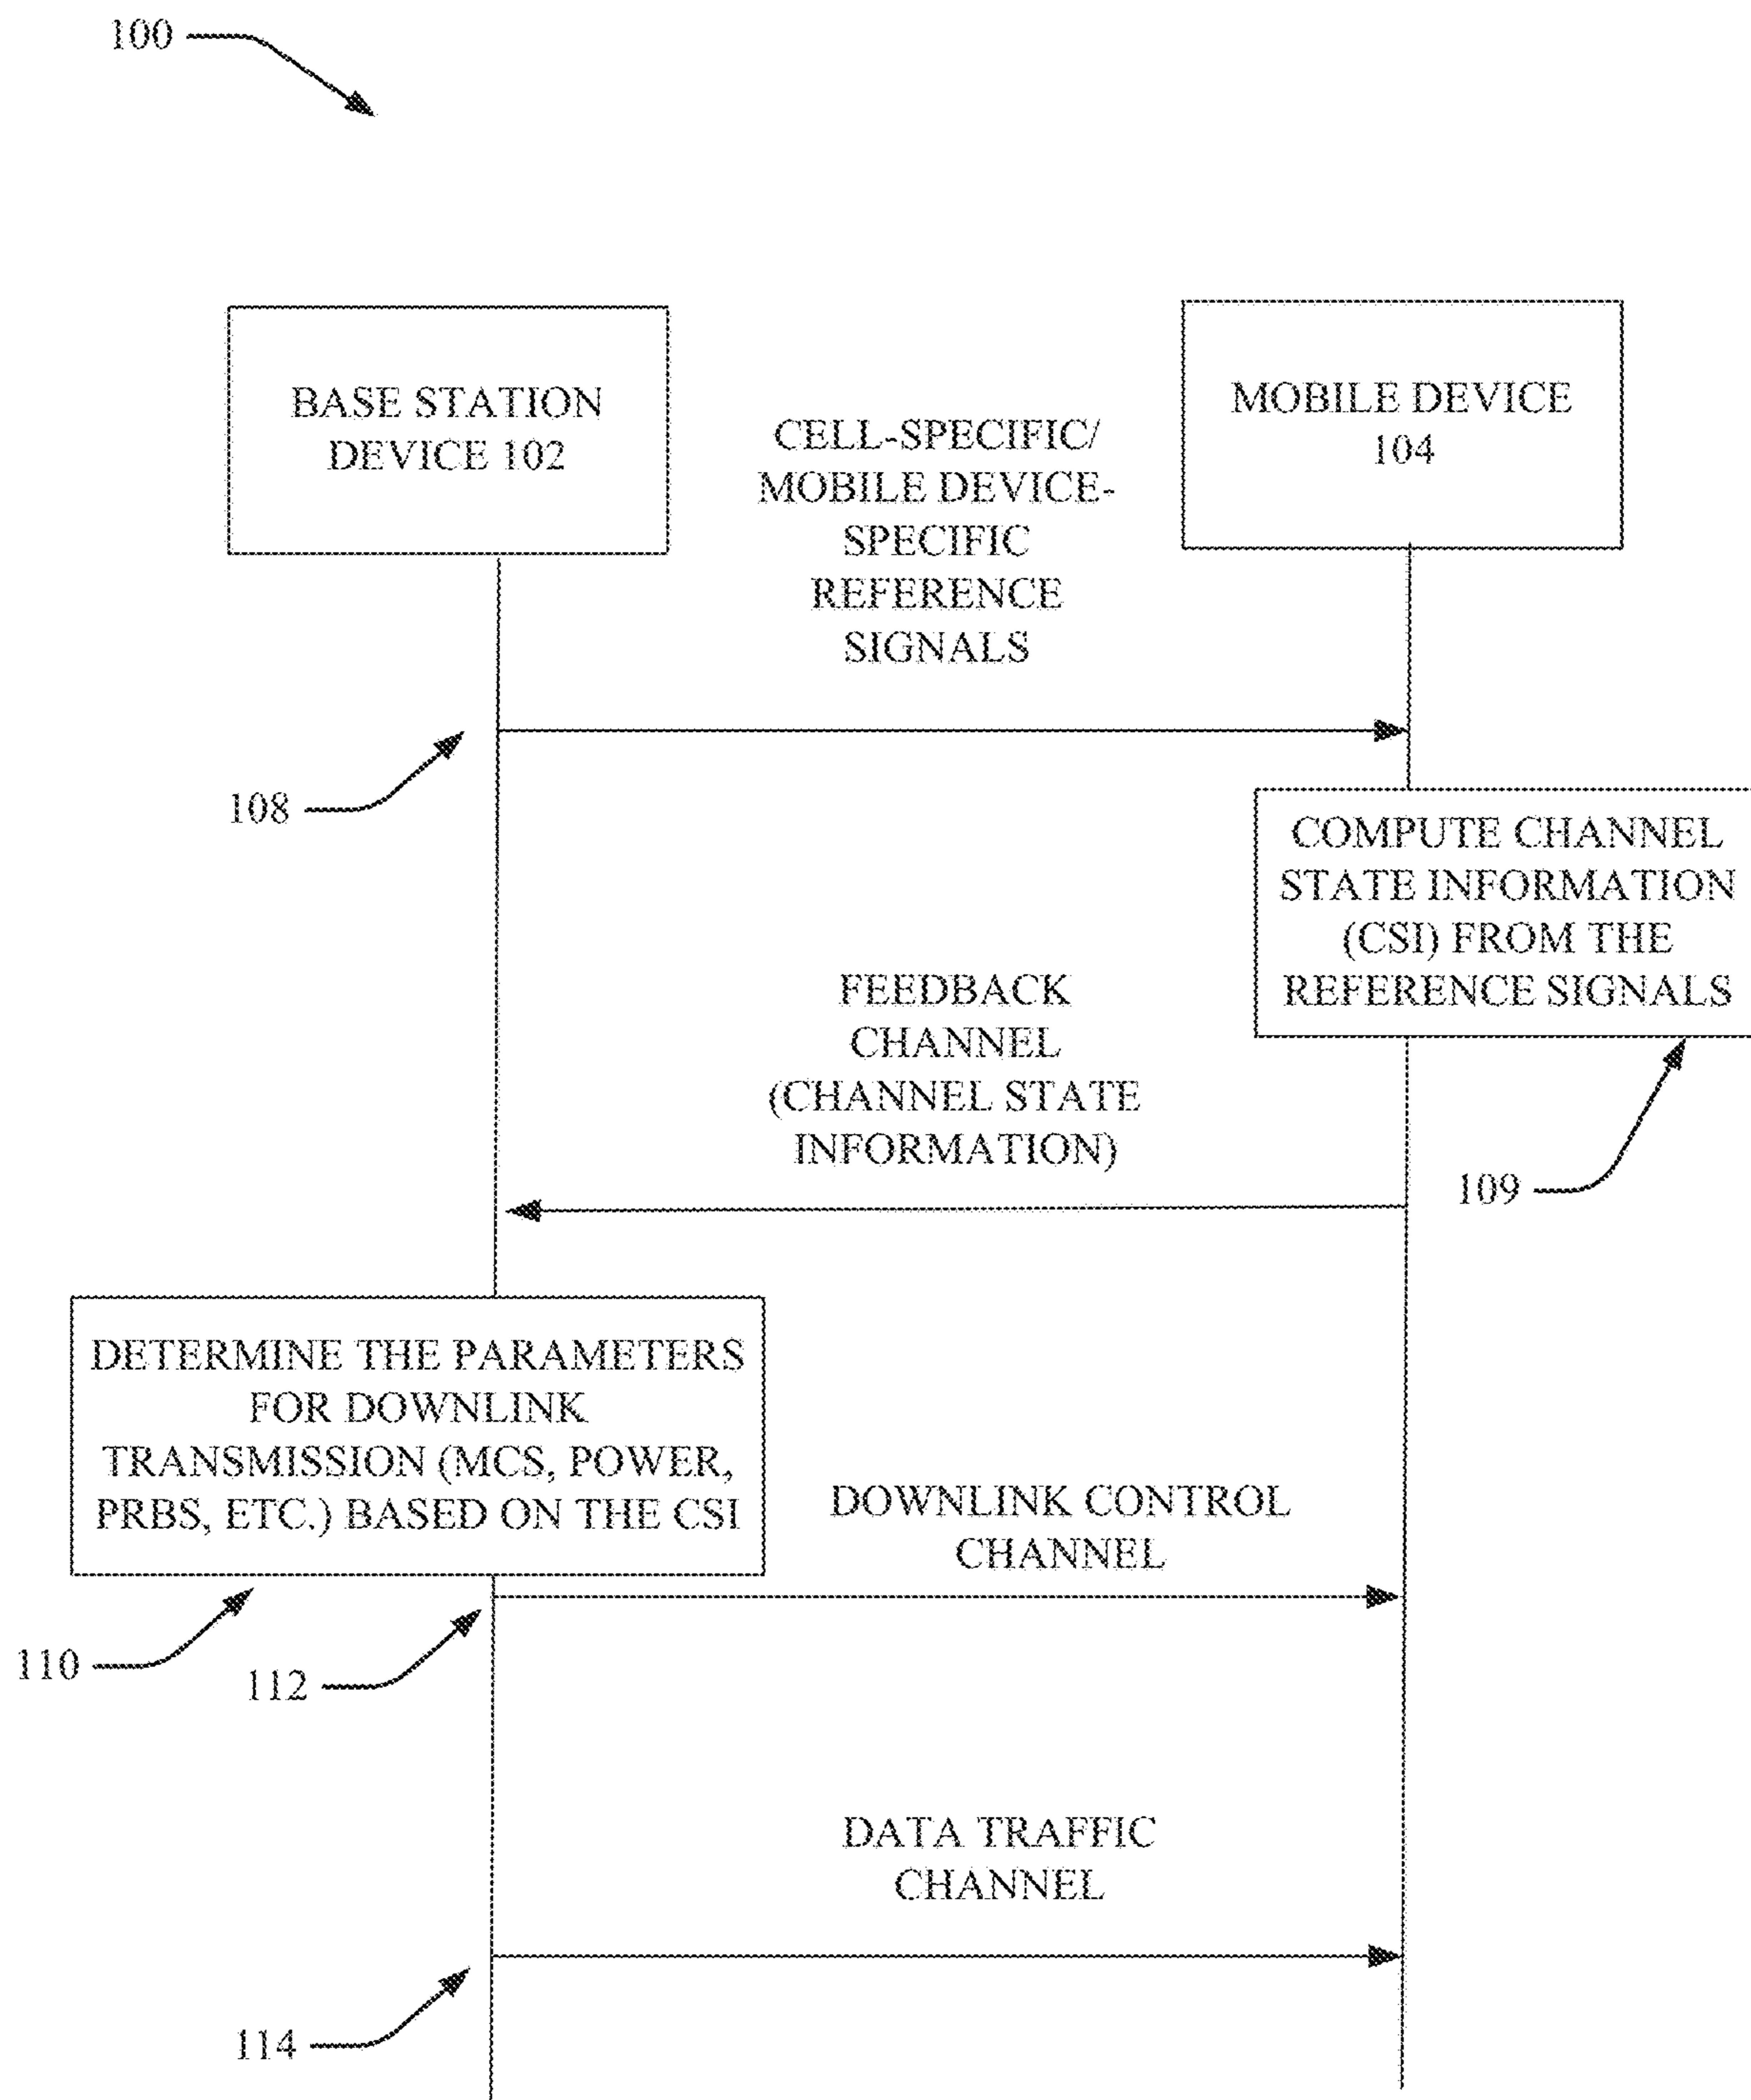 100
BASE STATION
DEVICE 102
MOBILE DEVICE
104
CELL-SPECIFIC/
MOBILE DEVICE-
SPECIFIC
REFERENCE
SIGNALS
108
COMPUTE CHANNEL
STATE INFORMATION
(CSI) FROM THE
REFERENCE SIGNALS
109
FEEDBACK
CHANNEL
(CHANNEL STATE
INFORMATION)
DETERMINE THE PARAMETERS
FOR DOWNLINK
TRANSMISSION (MCS, POWER,
PRBS, ETC.) BASED ON THE CSI
110
DOWNLINK CONTROL
CHANNEL
112
DATA TRAFFIC
CHANNEL
114